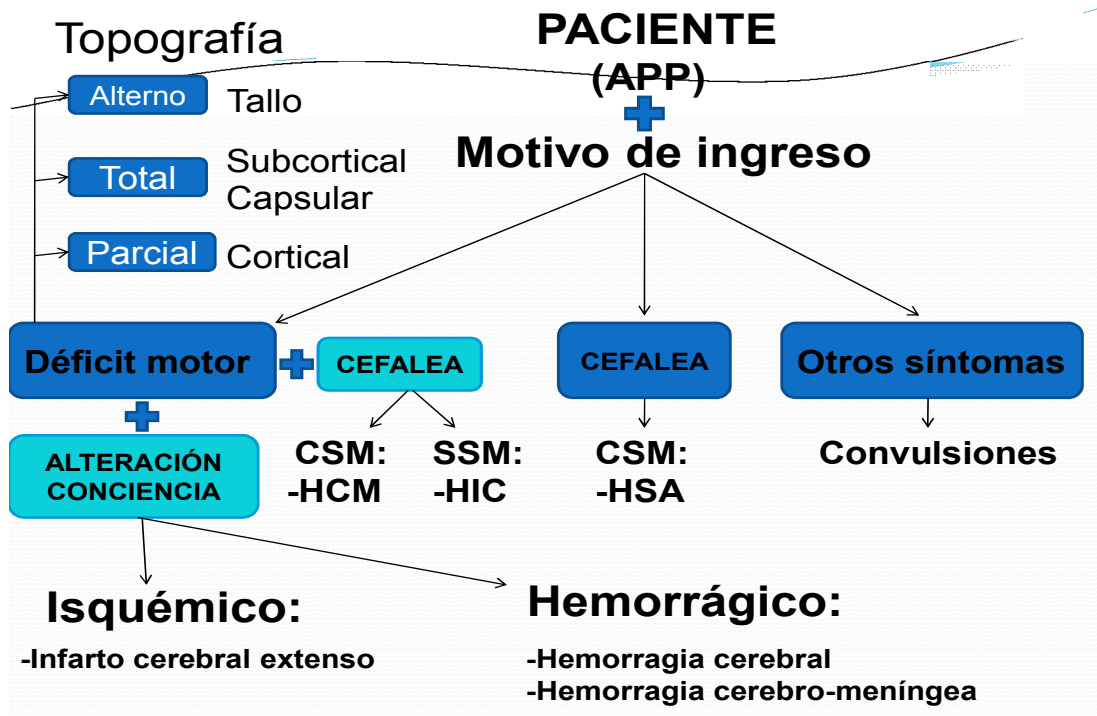 Topografía
PACIENTE
(APP)
Alterno
Tallo
Motivo de ingreso
Total
Subcortical
Capsular
Parcial
Cortical
Déficit motor
CEFALEA
CEFALEA
Otros síntomas
ALTERACIÓN
CONCIENCIA
CSM:
-HCM
SSM:
-HIC
CSM:
-HSA
Convulsiones
Isquémico:
-Infarto cerebral extenso
Hemorrágico:
-Hemorragia cerebral
-Hemorragia cerebro-meníngea